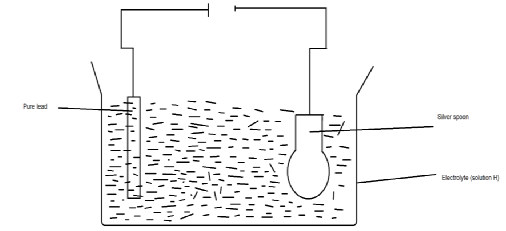 Pure lead
Silver spoon
Electrolyte (solution H)